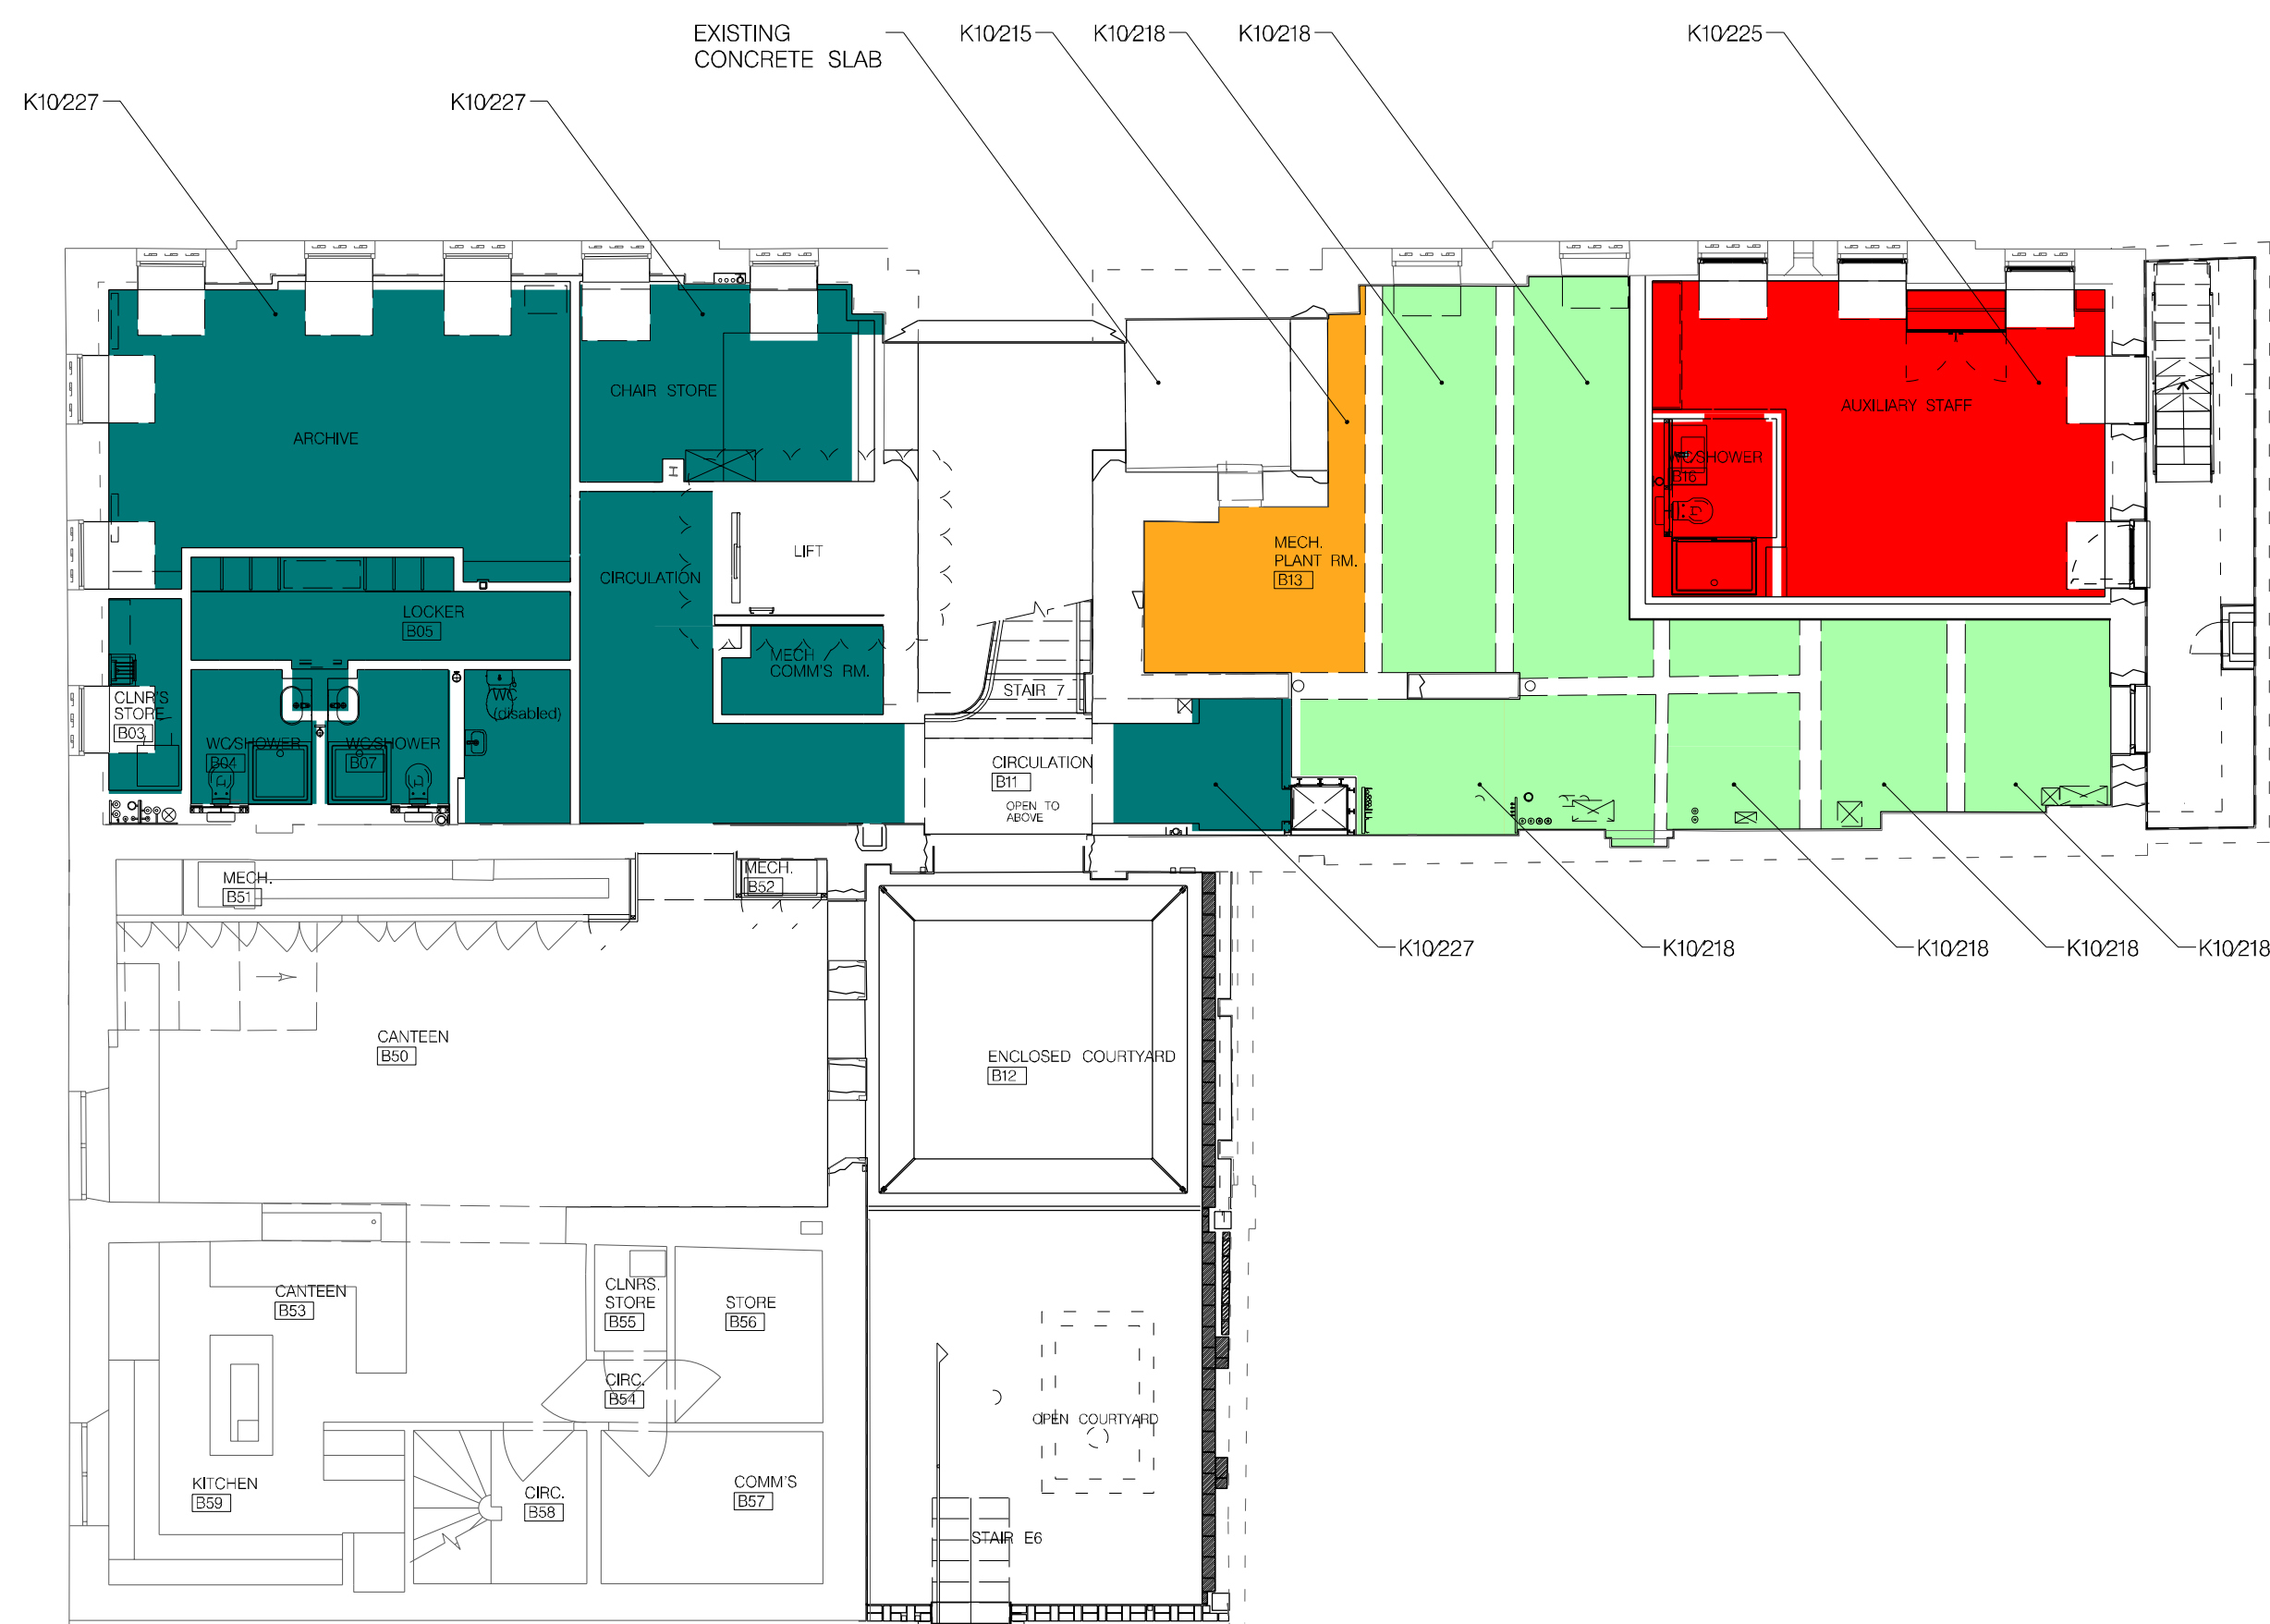 EXISTING
CONCRETE SLAB
K10/215
K10/218
K10/218
K10/225
K10/227
K10/227
ARCHIVE
CHAIR STORE
H
LIFT
CIRCULATION
LOCKER
B05
MECH
COMM'S RM.
CLNR'S
STORE
B03
WC/SHOWER
B04
WC/SHOWER
B07
WC
(disabled)
STAIR 7
CIRCULATION
B11
OPEN TO
ABOVE
MECH.
PLANT RM.
B13
AUXILIARY STAFF
WC/SHOWER
B16
MECH.
B51
MECH.
B52
K10/227
K10/218
K10/218
K10/218
K10/218
CANTEEN
B50
ENCLOSED COURTYARD
B12
CANTEEN
B53
CLNRS.
STORE
B55
STORE
B56
CIRC.
B54
OPEN COURTYARD
KITCHEN
B59
CIRC.
B58
COMM'S
B57
STAIR E6